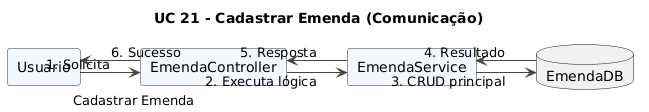 UC 21 - Cadastrar Emenda (Comunicação)
6. Sucesso
5. Resposta
4. Resultado
Usuario
1. Solicita
EmendaController
EmendaService
EmendaDB
2. Executa lógica
3. CRUD principal
Cadastrar Emenda